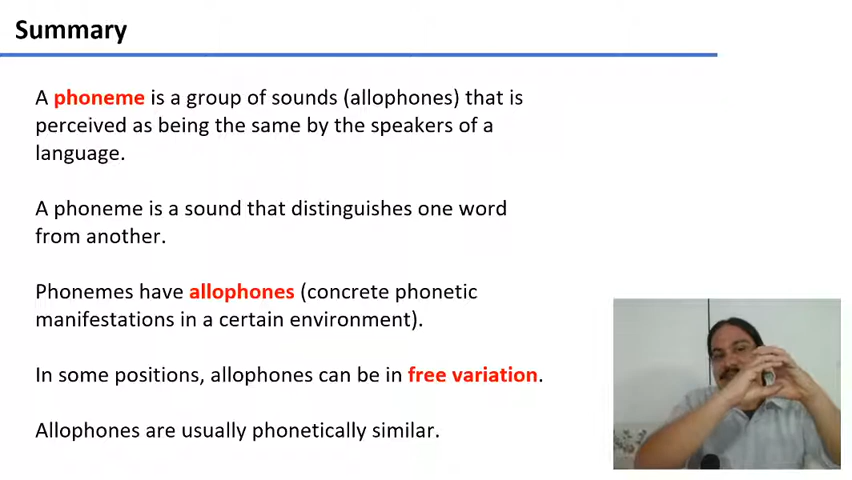 Summary
A phoneme is a group of sounds (allophones) that is
perceived as being the same by the speakers of a
language.
A phoneme is a sound that distinguishes one word
from another.
Phonemes have allophones (concrete phonetic
manifestations in a certain environment).
In some positions, allophones can be in free variation.
Allophones are usually phonetically similar.